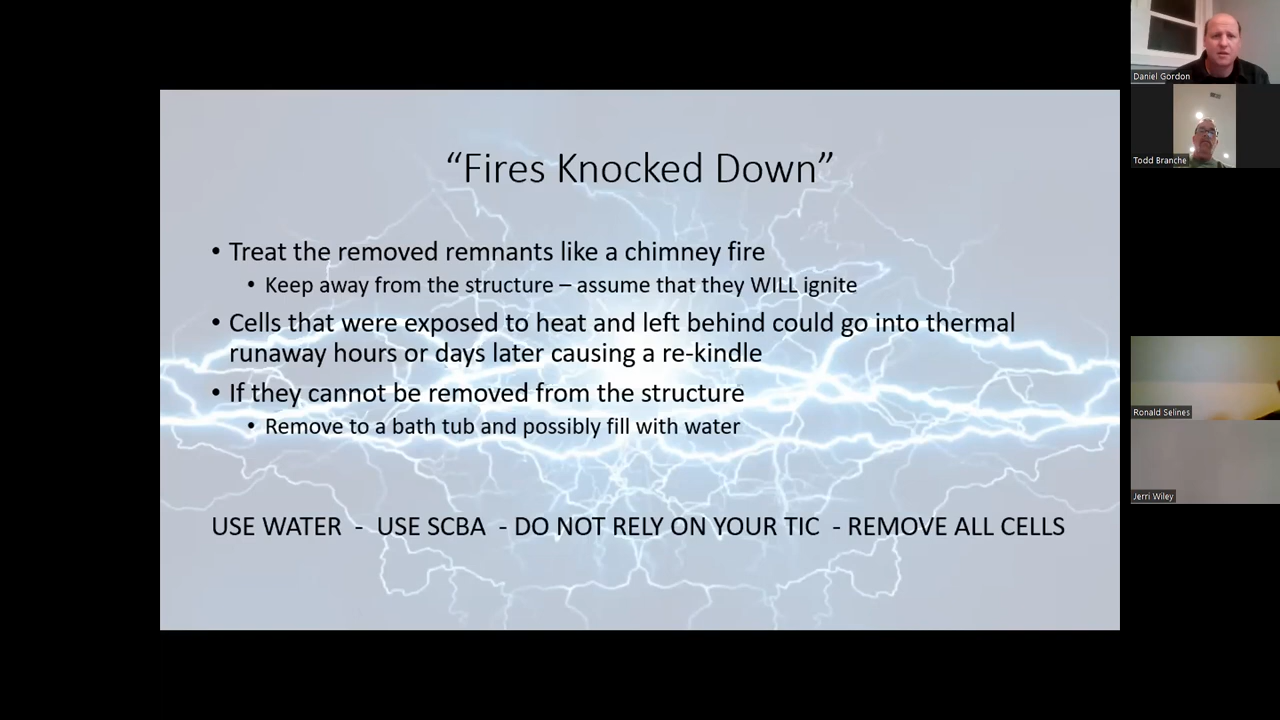 “Fires Knocked Down”
• Treat the removed remnants like a chimney fire
• Keep away from the structure – assume that they WILL ignite
• Cells that were exposed to heat and left behind could go into thermal
runaway hours or days later causing a re-kindle
• If they cannot be removed from the structure
• Remove to a bath tub and possibly fill with water
USE WATER - USE SCBA - DO NOT RELY ON YOUR TIC - REMOVE ALL CELLS
Daniel Gordon
Todd Branche
Ronald Selines
Jerri Wiley